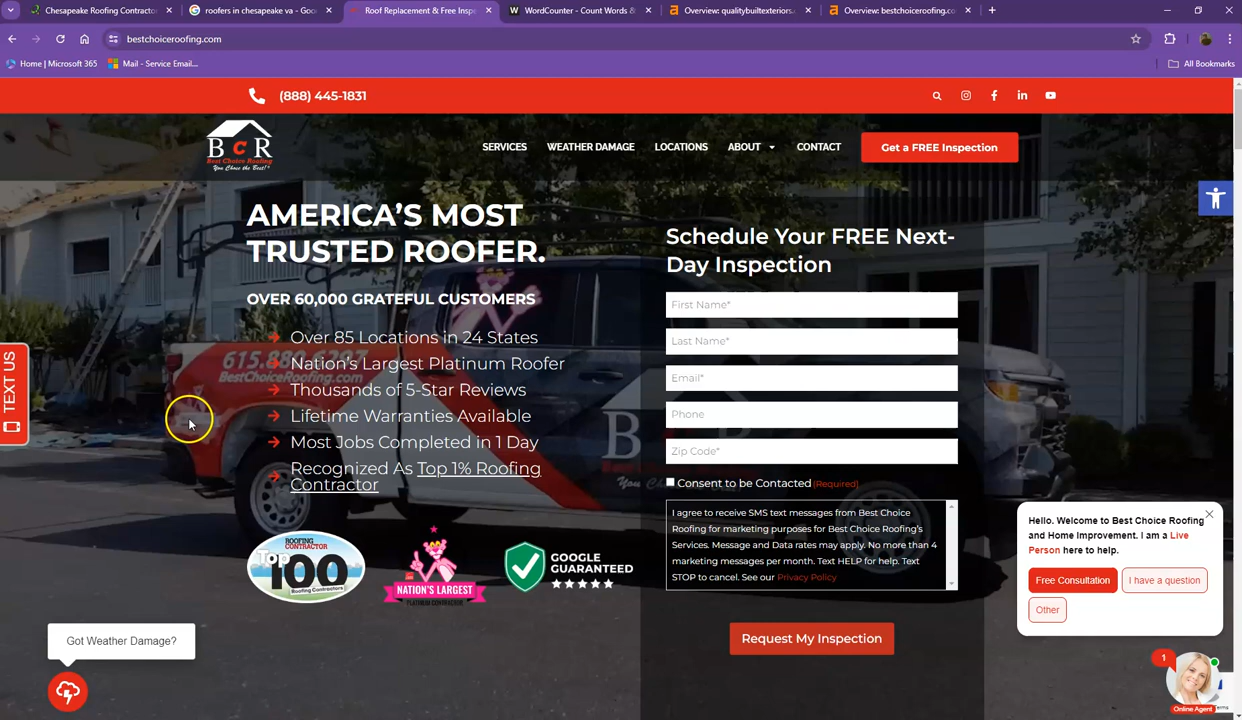 Chesapeake Roofing Contractor
roofers in chesapeake va - Goo
Roof Replacement & Free Inspe
WordCounter - Count Words &
Overview: qualitybuiltexteriors
Overview: bestchoiceroofing.co
bestchoiceroofing.com
Home | Microsoft 365
Mail - Service Email...
All Bookmarks
(888) 445-1831
BCR
Best Choice Roofing
You Chose the Best!
SERVICES
WEATHER DAMAGE
LOCATIONS
ABOUT
CONTACT
Get a FREE Inspection
AMERICA'S MOST
TRUSTED ROOFER.
OVER 60,000 GRATEFUL CUSTOMERS
Over 85 Locations in 24 States
Nation's Largest Platinum Roofer
Thousands of 5-Star Reviews
Lifetime Warranties Available
Most Jobs Completed in 1 Day
Recognized As Top 1% Roofing
Contractor
BestChoiceRoofing.com
ROOFING
CONTRACTOR
Top
100
Roofing Contractors
NATION'S LARGEST
PLATINUM CONTRACTOR
GOOGLE
GUARANTEED
Schedule Your FREE Next-
Day Inspection
First Name*
Last Name*
Email*
Phone
Zip Code*
Consent to be Contacted (Required)
I agree to receive SMS text messages from Best Choice
Roofing for marketing purposes for Best Choice Roofing's
Services. Message and Data rates may apply. No more than 4
marketing messages per month. Text HELP for help. Text
STOP to cancel. See our Privacy Policy
Request My Inspection
TEXT US
Got Weather Damage?
Hello. Welcome to Best Choice Roofing
and Home Improvement. I am a Live
Person here to help.
Free Consultation
I have a question
Other
1
Online Agent
Terms